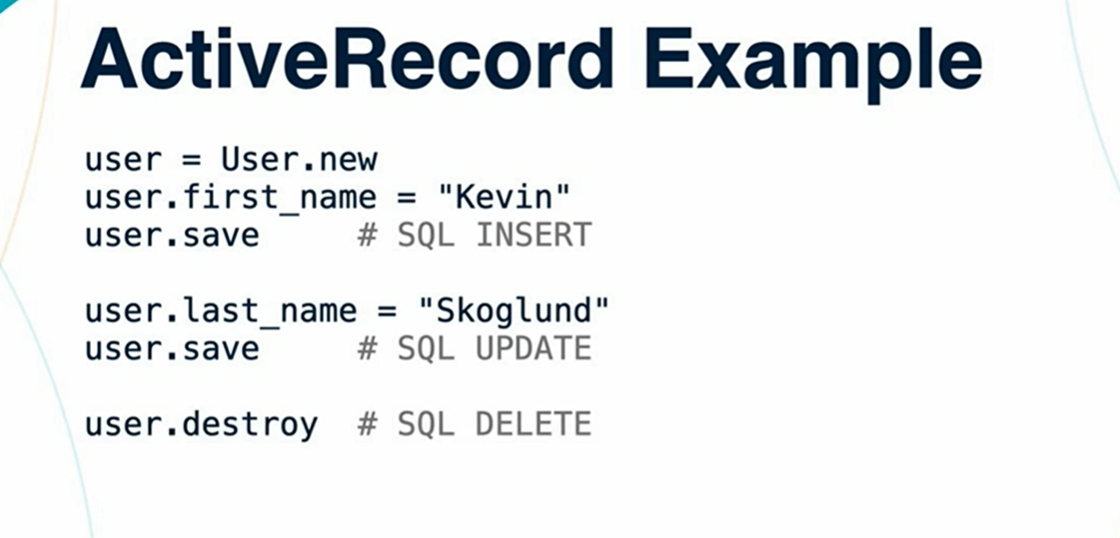 ActiveRecord Example
user = User.new
user.first_name = "Kevin"
user.save     # SQL INSERT
user.last_name = "Skoglund"
user.save     # SQL UPDATE
user.destroy  # SQL DELETE